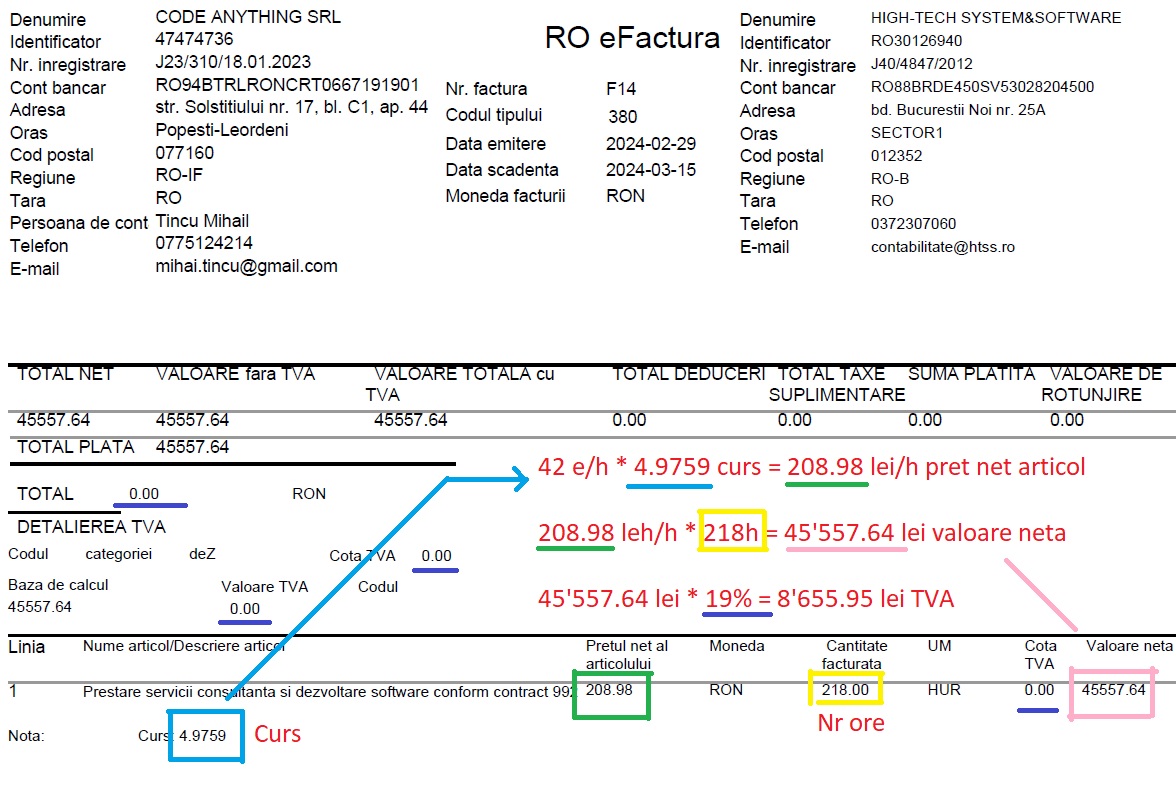 Denumire CODE ANYTHING SRL
Identificator 47474736
Nr. inregistrare J23/310/18.01.2023
Cont bancar RO94BTRLRONCRT0667191901
Adresa str. Solstitiului nr. 17, bl. C1, ap. 44
Oras Popesti-Leordeni
Cod postal 077160
Regiune RO-IF
Tara RO
Persoana de cont Tincu Mihail
Telefon 0775124214
E-mail mihai.tincu@gmail.com
RO eFactura
Nr. factura F14
Codul tipului 380
Data emitere 2024-02-29
Data scadenta 2024-03-15
Moneda facturii RON
Denumire HIGH-TECH SYSTEM&SOFTWARE
Identificator RO30126940
Nr. inregistrare J40/4847/2012
Cont bancar RO88BRDE450SV53028204500
Adresa bd. Bucurestii Noi nr. 25A
Oras SECTOR1
Cod postal 012352
Regiune RO-B
Tara RO
Telefon 0372307060
E-mail contabilitate@htss.ro
TOTAL NET VALOARE fara TVA VALOARE TOTALA cu TOTAL DEDUCERI TOTAL TAXE SUMA PLATITA VALOARE DE
TVA SUPLIMENTARE ROTUNJIRE
45557.64 45557.64 45557.64 0.00 0.00 0.00 0.00
TOTAL PLATA 45557.64
42 e/h * 4.9759 curs = 208.98 lei/h pret net articol
TOTAL 0.00 RON
DETALIEREA TVA
208.98 leh/h * 218h = 45'557.64 lei valoare neta
Codul categoriei deZ Cota TVA 0.00
Baza de calcul Valoare TVA Codul
45557.64 0.00
45'557.64 lei * 19% = 8'655.95 lei TVA
Linia Nume articol/Descriere articol Pretul net al Moneda Cantitate UM Cota Valoare neta
articolului facturata TVA
1 Prestare servicii consultanta si dezvoltare software conform contract 992 208.98 RON 218.00 HUR 0.00 45557.64
Nr ore
Nota: Curs: 4.9759 Curs